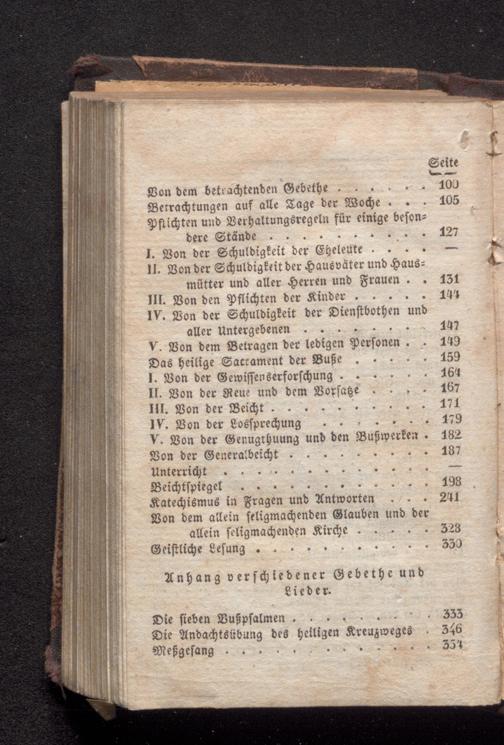 Seite
Von dem betrachtenden Gebethe . . . . . . 100
Betrachtungen auf alle Tage der Woche . . . 105
Pflichten und Verhaltungsregeln für einige beson-
dere Stände . . . . . . . . . . 127
I. Von der Schuldigkeit der Eheleute . . . . —
II. Von der Schuldigkeit der Hausväter und Haus-
mütter und aller Herren und Frauen . . 131
III. Von den Pflichten der Kinder . . . . . 144
IV. Von der Schuldigkeit der Dienstbothen und
aller Untergebenen . . . . . . . . 147
V. Von dem Betragen der ledigen Personen . . 149
Das heilige Sacrament der Buße . . . . . 159
I. Von der Gewissenserforschung . . . . . . 164
II. Von der Reue und dem Vorsatze . . . . 167
III. Von der Beicht . . . . . . . . . . 171
IV. Von der Lossprechung . . . . . . . 179
V. Von der Genugthuung und den Bußwerken . 182
Von der Generalbeicht . . . . . . . . 187
Unterricht . . . . . . . . . . . —
Beichtspiegel . . . . . . . . . . . 198
Katechismus in Fragen und Antworten . . . 241
Von dem allein seligmachenden Glauben und der
allein seligmachenden Kirche . . . . . 328
Geistliche Lesung . . . . . . . . . . 330
Anhang verschiedener Gebethe und
Lieder.
Die sieben Bußpsalmen . . . . . . . . 333
Die Andachtsübung des heiligen Kreuzweges . 346
Meßgesang . . . . . . . . . . . 354